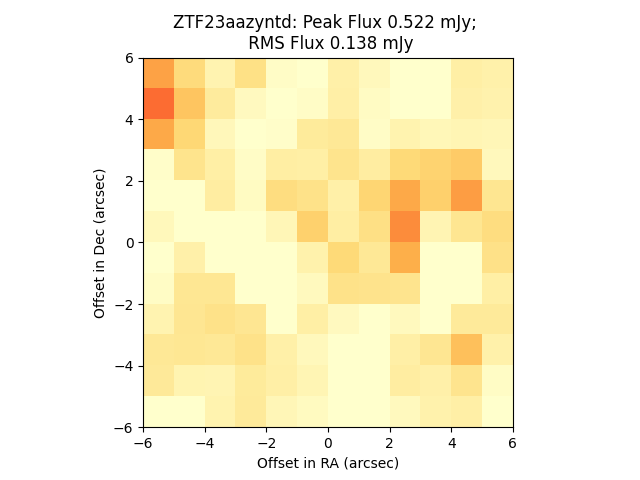 ZTF23aazyntd: Peak Flux 0.522 mJy;
RMS Flux 0.138 mJy
6
4
2
0
−2
−4
−6
Offset in Dec (arcsec)
−6 −4 −2 0 2 4 6
Offset in RA (arcsec)